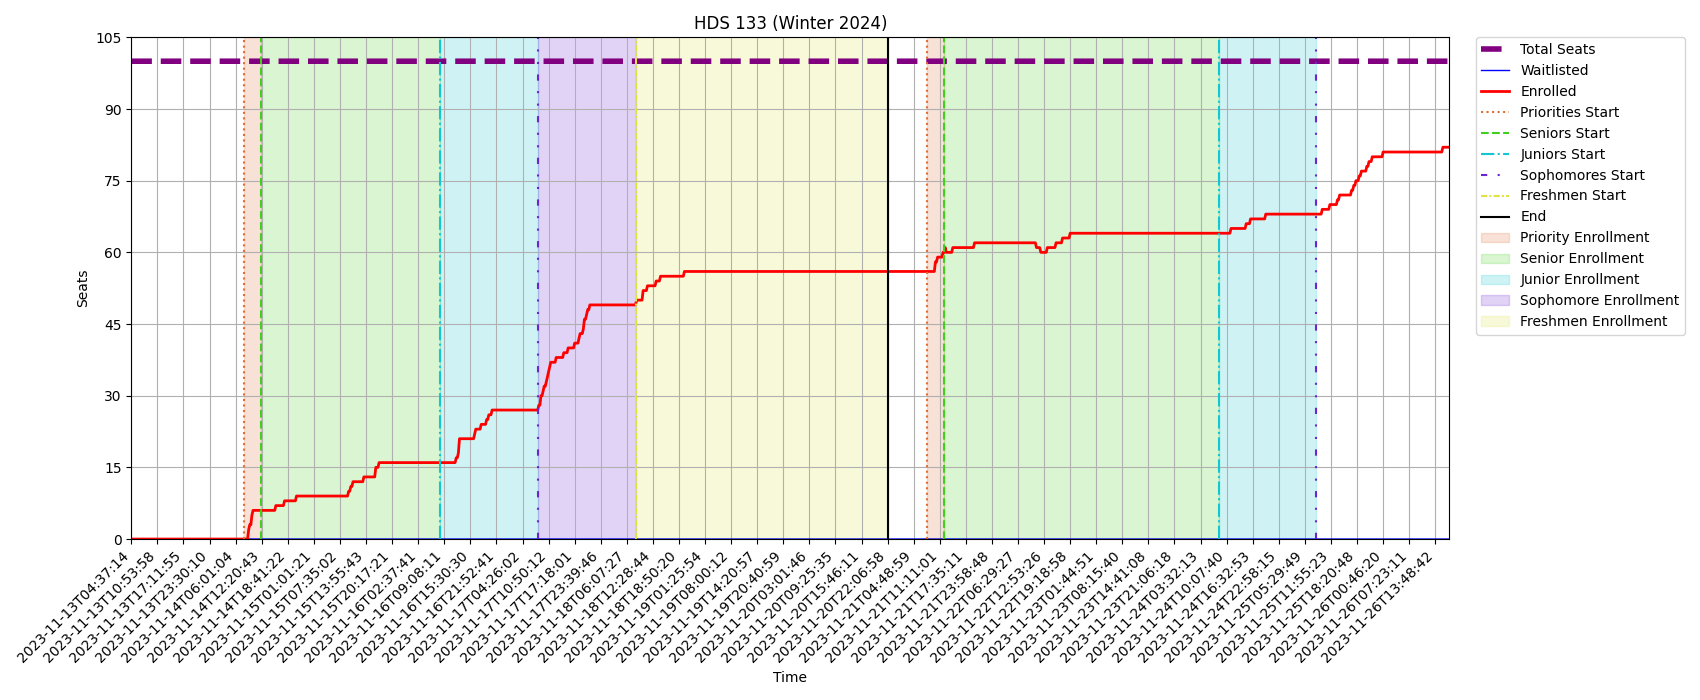 HDS 133 (Winter 2024)
105
90
75
60
45
30
15
0
Seats
2023-11-13T04:37:14
2023-11-13T10:53:58
2023-11-13T17:11:55
2023-11-13T23:30:10
2023-11-14T06:01:04
2023-11-14T12:20:43
2023-11-14T18:41:22
2023-11-15T01:01:21
2023-11-15T07:35:02
2023-11-15T13:55:43
2023-11-15T20:17:21
2023-11-16T02:37:41
2023-11-16T09:08:11
2023-11-16T15:30:30
2023-11-16T21:52:41
2023-11-17T04:26:02
2023-11-17T10:50:12
2023-11-17T17:18:01
2023-11-17T23:39:46
2023-11-18T06:07:27
2023-11-18T12:28:44
2023-11-18T18:50:20
2023-11-19T01:25:54
2023-11-19T08:00:12
2023-11-19T14:20:57
2023-11-19T20:40:59
2023-11-20T03:01:46
2023-11-20T09:25:35
2023-11-20T15:46:11
2023-11-20T22:06:58
2023-11-21T04:48:59
2023-11-21T11:11:01
2023-11-21T17:35:11
2023-11-21T23:58:48
2023-11-22T06:29:27
2023-11-22T12:53:26
2023-11-22T19:18:58
2023-11-23T01:44:51
2023-11-23T08:15:40
2023-11-23T14:41:08
2023-11-23T21:06:18
2023-11-24T03:32:13
2023-11-24T10:07:40
2023-11-24T16:32:53
2023-11-24T22:58:15
2023-11-25T05:29:49
2023-11-25T11:55:23
2023-11-25T18:20:48
2023-11-26T00:46:20
2023-11-26T07:23:11
2023-11-26T13:48:42
Time
Total Seats
Waitlisted
Enrolled
Priorities Start
Seniors Start
Juniors Start
Sophomores Start
Freshmen Start
End
Priority Enrollment
Senior Enrollment
Junior Enrollment
Sophomore Enrollment
Freshmen Enrollment